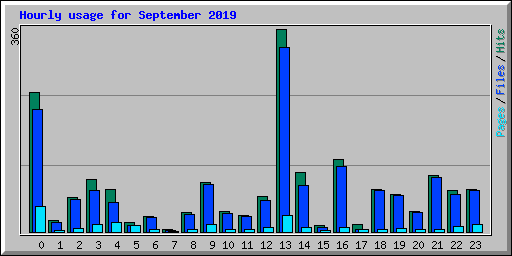 Hourly usage for September 2019
360
Pages / Files / Hits
0 1 2 3 4 5 6 7 8 9 10 11 12 13 14 15 16 17 18 19 20 21 22 23